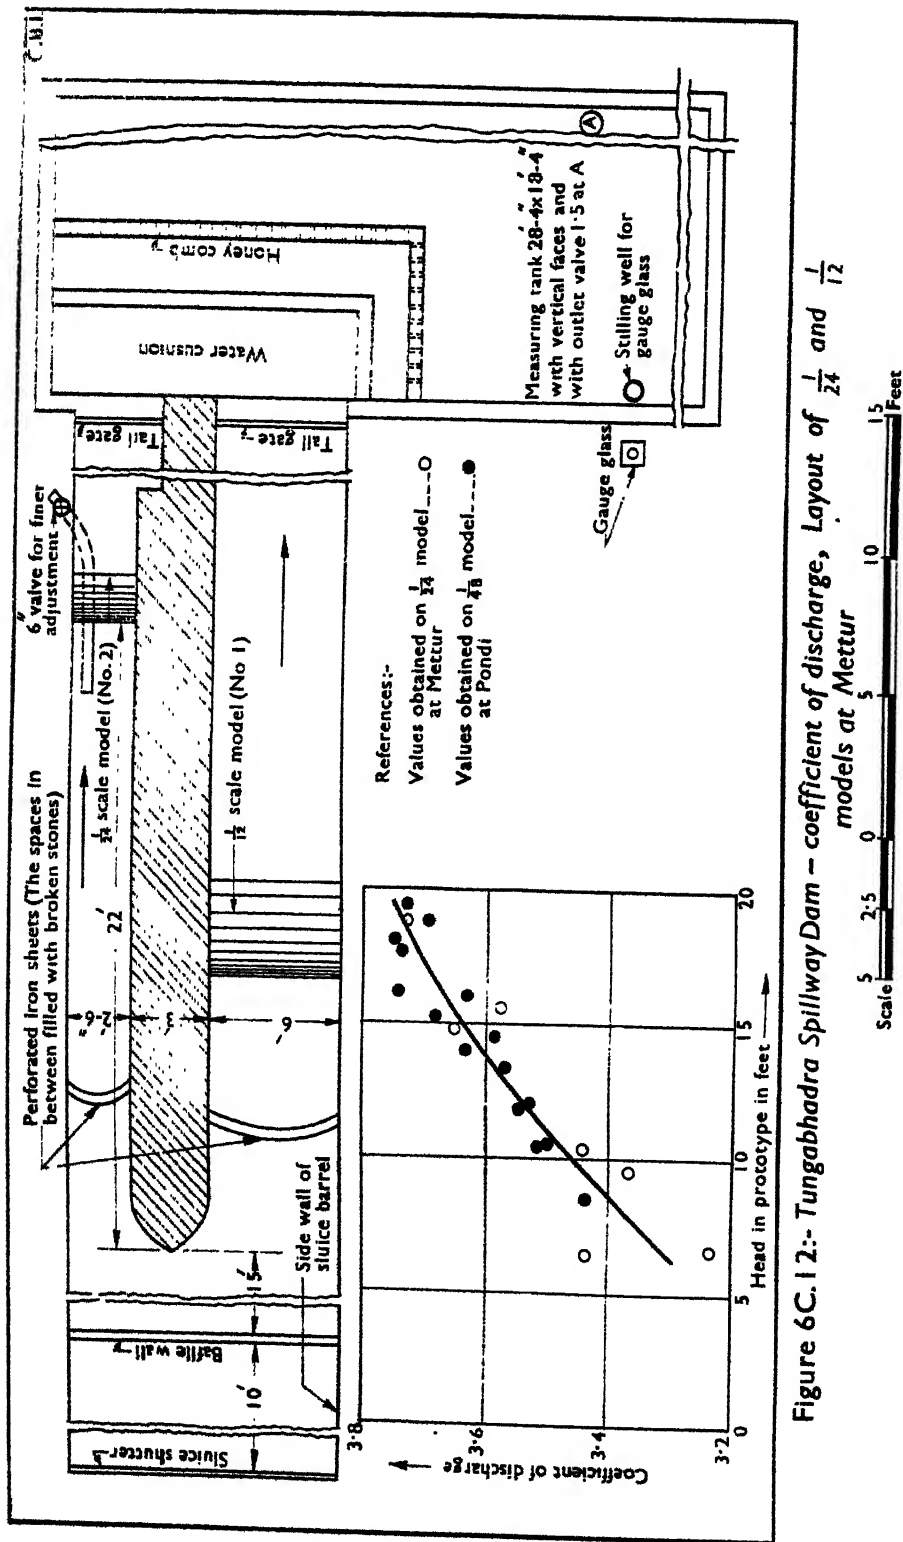 C.B.I.
Perforated iron sheets (The spaces in
between filled with broken stones)
6" valve for finer
adjustment
1/24 scale model (No. 2)
22'
2'-6"
3'
6'
1/12 scale model (No 1)
Tail gate
Tail gate
Water cushion
Honey comb
Sluice shutter
Baffle wall
10'
15'
Side wall of
sluice barrel
Measuring tank 28'-4"x18'-4"
with vertical faces and
with outlet valve 1·5 at A
A
Stilling well for
gauge glass
Gauge glass
References:-
Values obtained on 1/24 model
at Mettur
Values obtained on 1/48 model
at Pondi
Coefficient of discharge
3·8
3·6
3·4
3·2
0
5
10
15
20
Head in prototype in feet
Figure 6C.12:- Tungabhadra Spillway Dam – coefficient of discharge, Layout of 1/24 and 1/12
models at Mettur
Scale
5
2·5
0
5
10
15
Feet